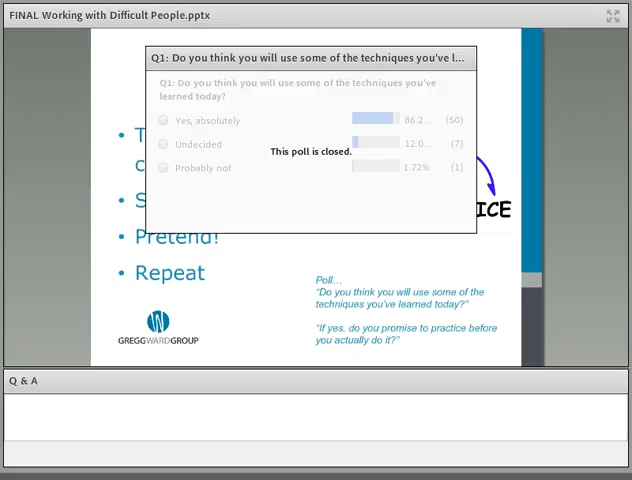 FINAL Working with Difficult People.pptx
Q1: Do you think you will use some of the techniques you've l...
Q1: Do you think you will use some of the techniques you've
learned today?
Yes, absolutely 86.2... (50)
Undecided 12.0... (7)
This poll is closed.
Probably not 1.72% (1)
• T
c
• S
ICE
• Pretend!
• Repeat
Poll…
“Do you think you will use some of the
techniques you’ve learned today?”
“If yes, do you promise to practice before
you actually do it?”
GREGGWARDGROUP
Q & A